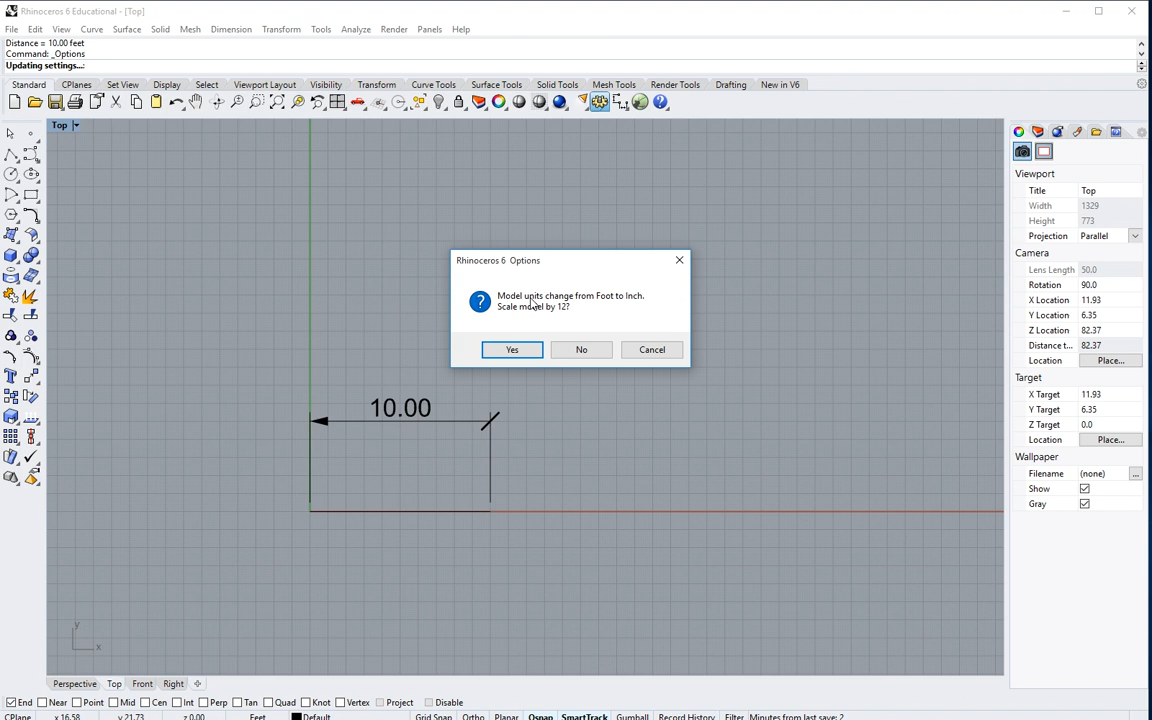 Rhinoceros 6 Educational - [Top]
File Edit View Curve Surface Solid Mesh Dimension Transform Tools Analyze Render Panels Help
Distance = 10.00 feet
Command: _Options
Updating settings...:
Standard CPlanes Set View Display Select Viewport Layout Visibility Transform Curve Tools Surface Tools Solid Tools Mesh Tools Render Tools Drafting New in V6
Top
Viewport
Title Top
Width 1329
Height 773
Projection Parallel
Camera
Lens Length 50.0
Rotation 90.0
X Location 11.93
Y Location 6.35
Z Location 82.37
Distance t... 82.37
Location Place...
Target
X Target 11.93
Y Target 6.35
Z Target 0.0
Location Place...
Wallpaper
Filename (none) ...
Show
Gray
Rhinoceros 6 Options
Model units change from Foot to Inch.
Scale model by 12?
Yes No Cancel
10.00
y
x
Perspective Top Front Right
End Near Point Mid Cen Int Perp Tan Quad Knot Vertex Project Disable
CPlane x 16.58 y 21.73 z 0.00 Feet Default Grid Snap Ortho Planar Osnap SmartTrack Gumball Record History Filter Minutes from last save: 2